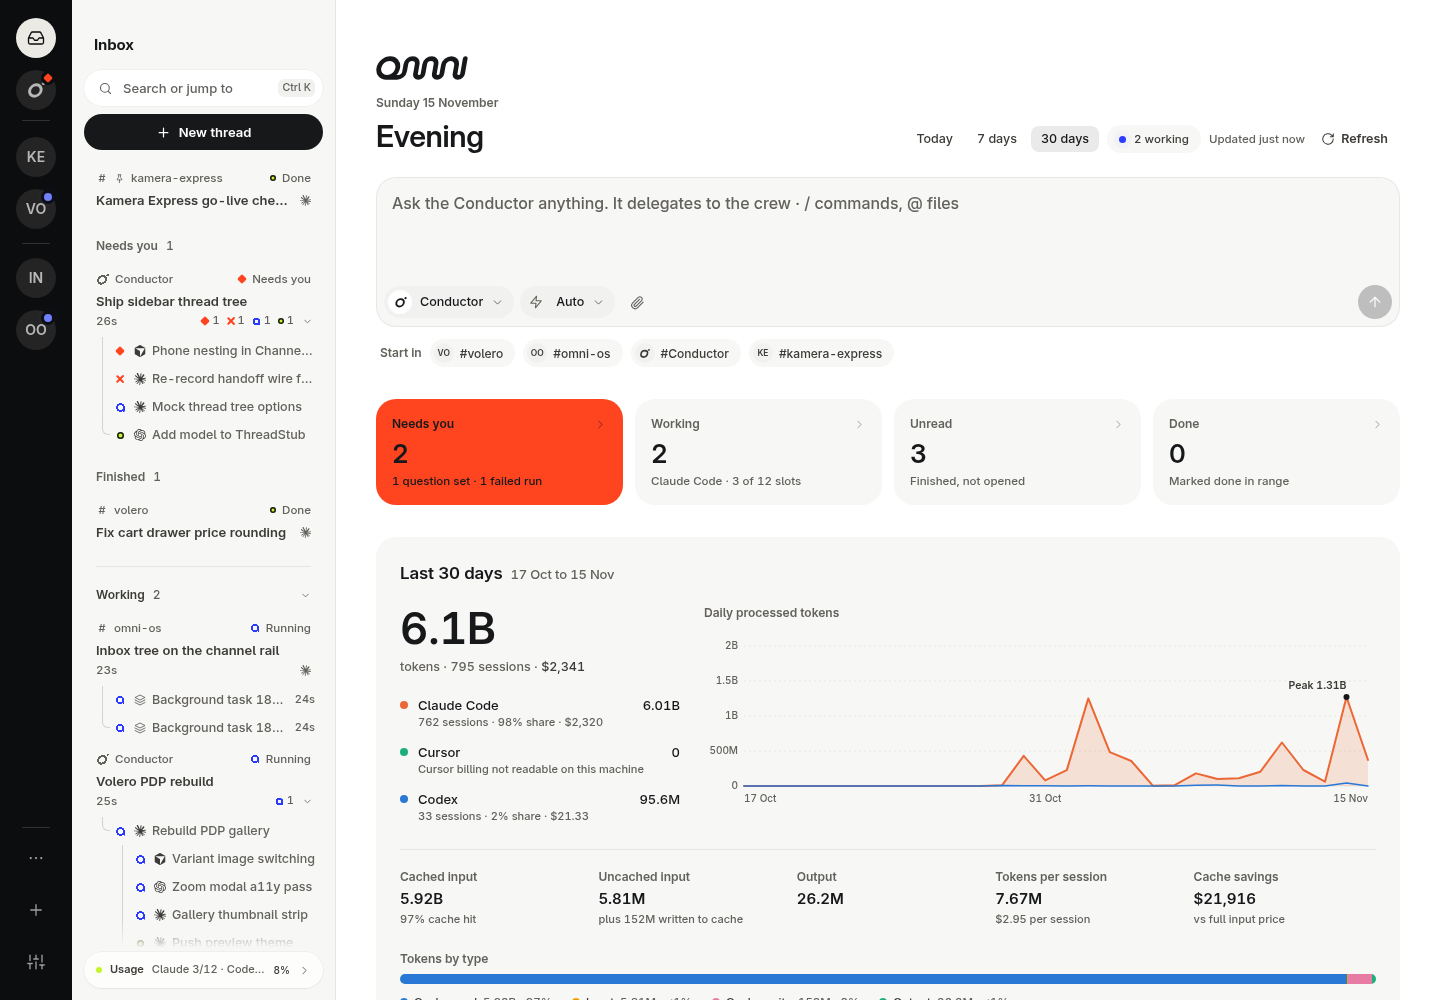 Inbox
Search or jump to
Ctrl K
New thread
KE
VO
IN
OO
# kamera-express
Done
Kamera Express go-live che...
Needs you 1
Conductor
Needs you
Ship sidebar thread tree
26s
1 1 1 1
Phone nesting in Channe...
Re-record handoff wire f...
Mock thread tree options
Add model to ThreadStub
Finished 1
# volero
Done
Fix cart drawer price rounding
Working 2
# omni-os
Running
Inbox tree on the channel rail
23s
Background task 18... 24s
Background task 18... 24s
Conductor
Running
Volero PDP rebuild
25s
1
Rebuild PDP gallery
Variant image switching
Zoom modal a11y pass
Gallery thumbnail strip
Push preview theme
Usage Claude 3/12 · Code... 8%
omni
Sunday 15 November
Evening
Today
7 days
30 days
2 working
Updated just now
Refresh
Ask the Conductor anything. It delegates to the crew · / commands, @ files
Conductor
Auto
Start in
VO #volero
OO #omni-os
#Conductor
KE #kamera-express
Needs you
2
1 question set · 1 failed run
Working
2
Claude Code · 3 of 12 slots
Unread
3
Finished, not opened
Done
0
Marked done in range
Last 30 days 17 Oct to 15 Nov
6.1B
tokens · 795 sessions · $2,341
Claude Code 6.01B
762 sessions · 98% share · $2,320
Cursor 0
Cursor billing not readable on this machine
Codex 95.6M
33 sessions · 2% share · $21.33
Daily processed tokens
2B
1.5B
1B
500M
0
Peak 1.31B
17 Oct
31 Oct
15 Nov
Cached input
5.92B
97% cache hit
Uncached input
5.81M
plus 152M written to cache
Output
26.2M
Tokens per session
7.67M
$2.95 per session
Cache savings
$21,916
vs full input price
Tokens by type